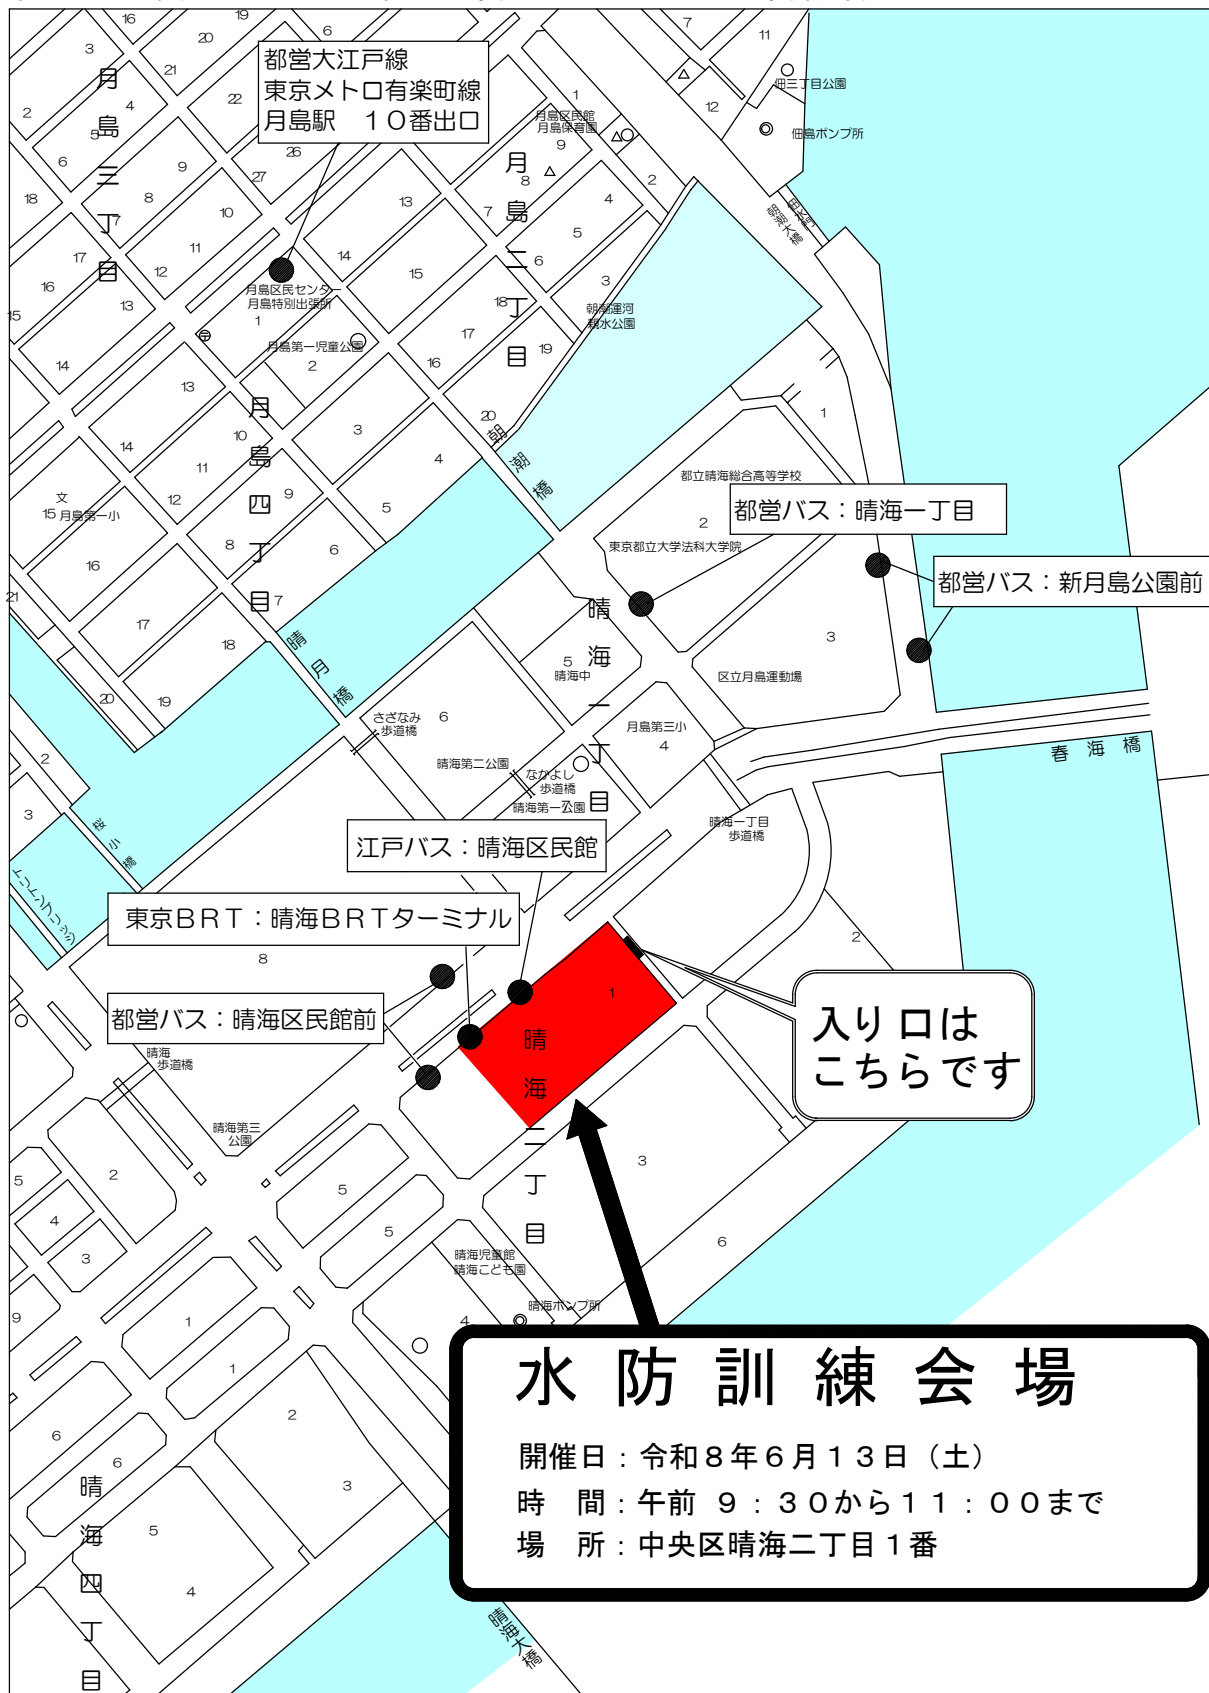 都営大江戸線
東京メトロ有楽町線
月島駅　１０番出口
月島三丁目
月島二丁目
月島四丁目
月島区民館
月島保育園
佃三丁目公園
佃島ポンプ所
朝潮大橋
月島区民センター
月島特別出張所
月島第一児童公園
朝潮運河
親水公園
朝潮橋
都立晴海総合高等学校
都営バス：晴海一丁目
東京都立大学法科大学院
都営バス：新月島公園前
文
月島第一小
晴月橋
晴海一丁目
晴海中
区立月島運動場
月島第三小
さざなみ
歩道橋
晴海第二公園
なかよし
歩道橋
晴海第一公園
春海橋
晴海一丁目
歩道橋
桜小橋
トリトンブリッジ
江戸バス：晴海区民館
東京ＢＲＴ：晴海ＢＲＴターミナル
都営バス：晴海区民館前
入り口は
こちらです
晴海
歩道橋
晴海第三
公園
晴海二丁目
晴海児童館
晴海こども園
晴海ポンプ所
水防訓練会場
開催日：令和８年６月１３日（土）
時　間：午前 ９：３０から１１：００まで
場　所：中央区晴海二丁目１番
晴海四丁目
晴海大橋